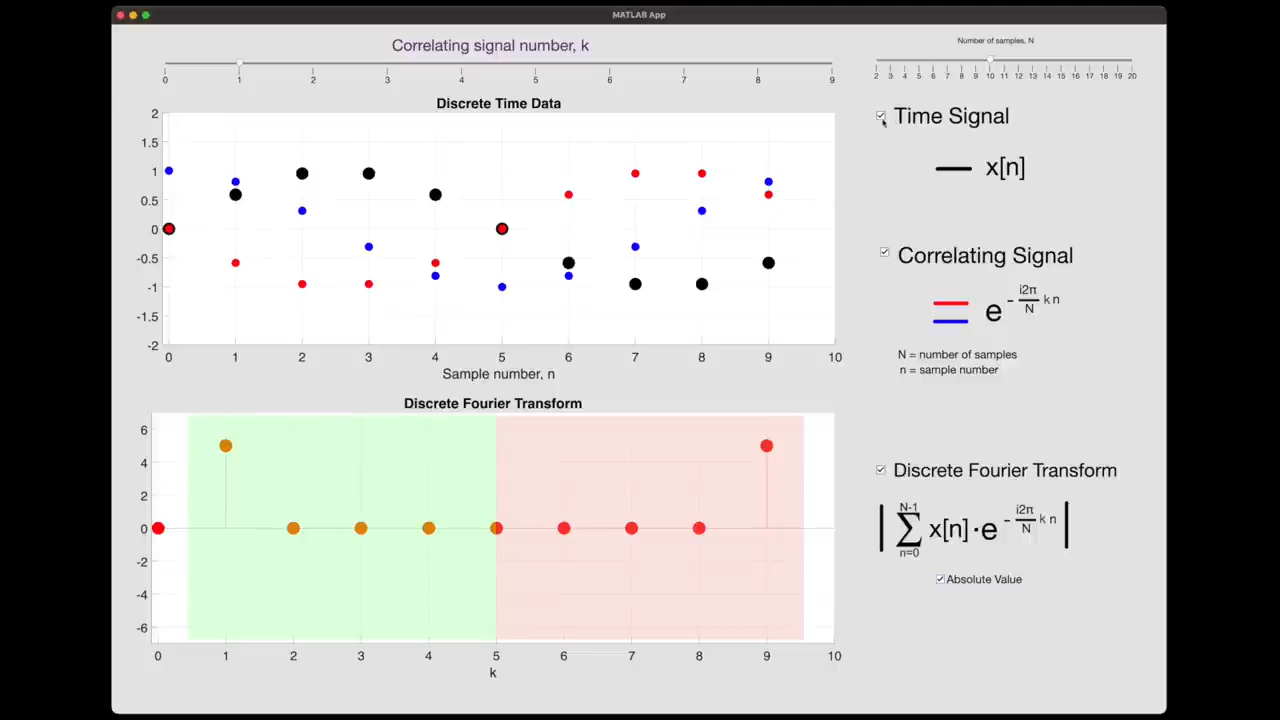 MATLAB App
Correlating signal number, k
0 1 2 3 4 5 6 7 8 9
Number of samples, N
2 3 4 5 6 7 8 9 10 11 12 13 14 15 16 17 18 19 20
Discrete Time Data
2
1.5
1
0.5
0
-0.5
-1
-1.5
-2
0 1 2 3 4 5 6 7 8 9 10
Sample number, n
Time Signal
x[n]
Correlating Signal
e^{-\frac{i2π}{N} k n}
N = number of samples
n = sample number
Discrete Fourier Transform
6
4
2
0
-2
-4
-6
0 1 2 3 4 5 6 7 8 9 10
k
Discrete Fourier Transform
|\sum_{n=0}^{N-1} x[n]·e^{-\frac{i2π}{N} k n}|
Absolute Value